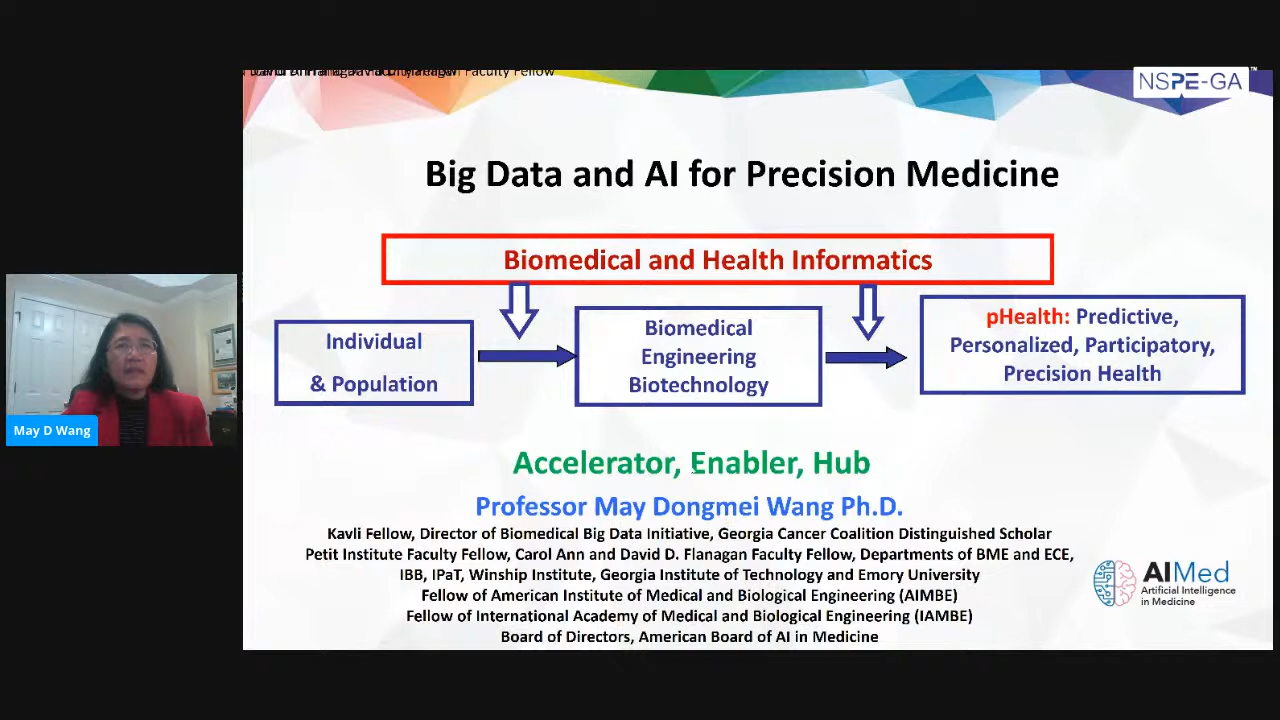 Faculty Fellow
NSPE-GA
Big Data and AI for Precision Medicine
Biomedical and Health Informatics
Individual
& Population
Biomedical
Engineering
Biotechnology
pHealth: Predictive,
Personalized, Participatory,
Precision Health
May D Wang
Accelerator, Enabler, Hub
Professor May Dongmei Wang Ph.D.
Kavli Fellow, Director of Biomedical Big Data Initiative, Georgia Cancer Coalition Distinguished Scholar
Petit Institute Faculty Fellow, Carol Ann and David D. Flanagan Faculty Fellow, Departments of BME and ECE,
IBB, IPaT, Winship Institute, Georgia Institute of Technology and Emory University
Fellow of American Institute of Medical and Biological Engineering (AIMBE)
Fellow of International Academy of Medical and Biological Engineering (IAMBE)
Board of Directors, American Board of AI in Medicine
AIMed
Artificial Intelligence
in Medicine